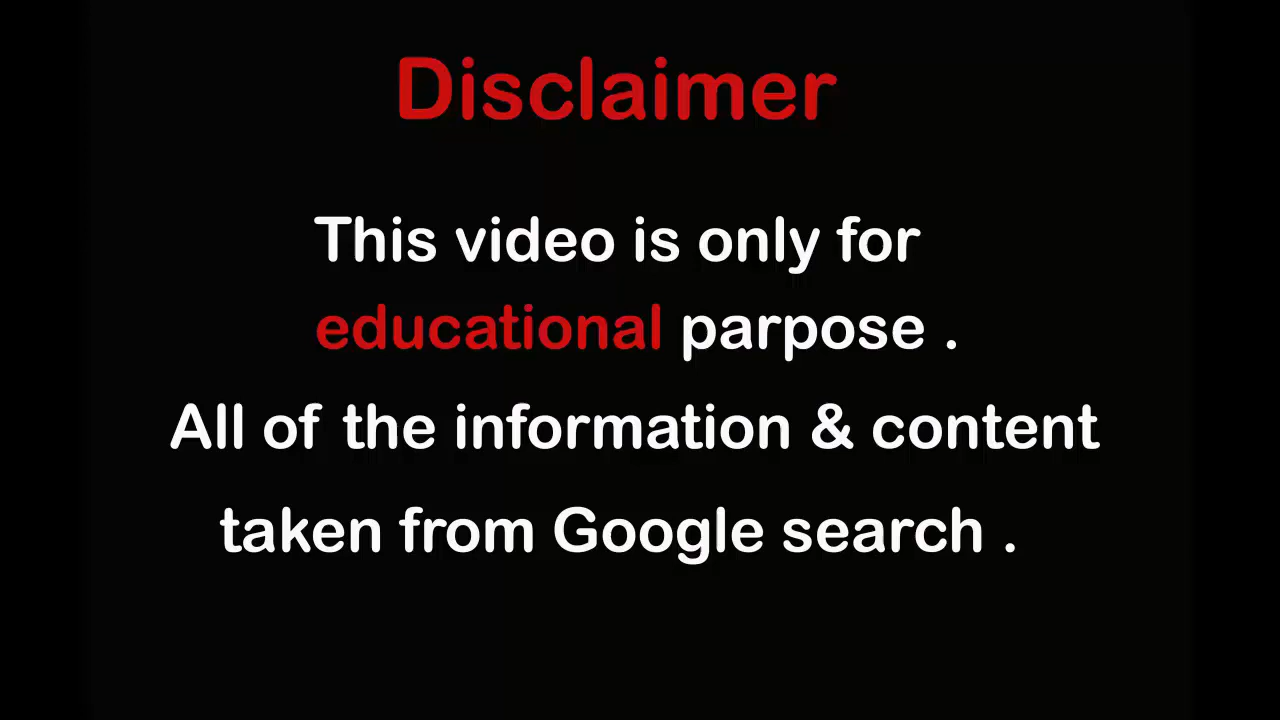 Disclaimer
This video is only for
educational parpose .
All of the information & content
taken from Google search .